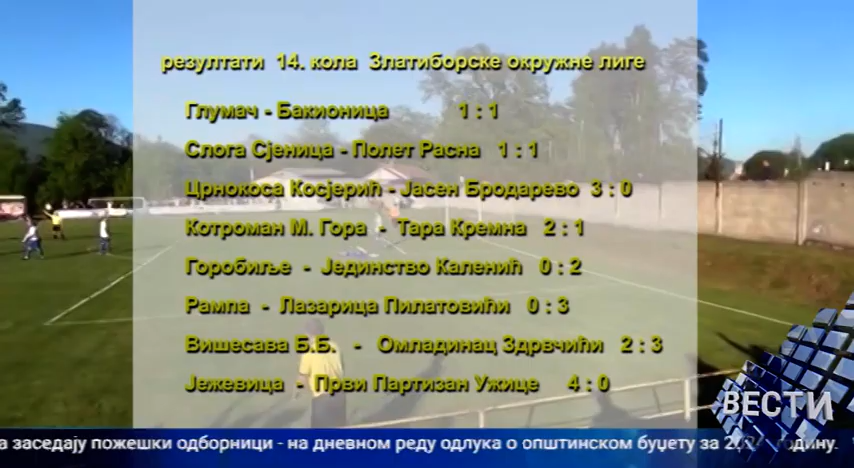 резултати 14. кола Златиборске окружне лиге
Глумач - Бакионица 1 : 1
Слога Сјеница - Полет Расна 1 : 1
Црнокоса Косјерић - Јасен Бродарево 3 : 0
Котроман М. Гора - Тара Кремна 2 : 1
Горобиље - Јединство Каленић 0 : 2
Рампа - Лазарица Пилатовићи 0 : 3
Вишесава Б.Б. - Омладинац Здрвчићи 2 : 3
Јежевица - Први Партизан Ужице 4 : 0
ВЕСТИ
а заседају пожешки одборници - на дневном реду одлука о општинском буџету за годину.